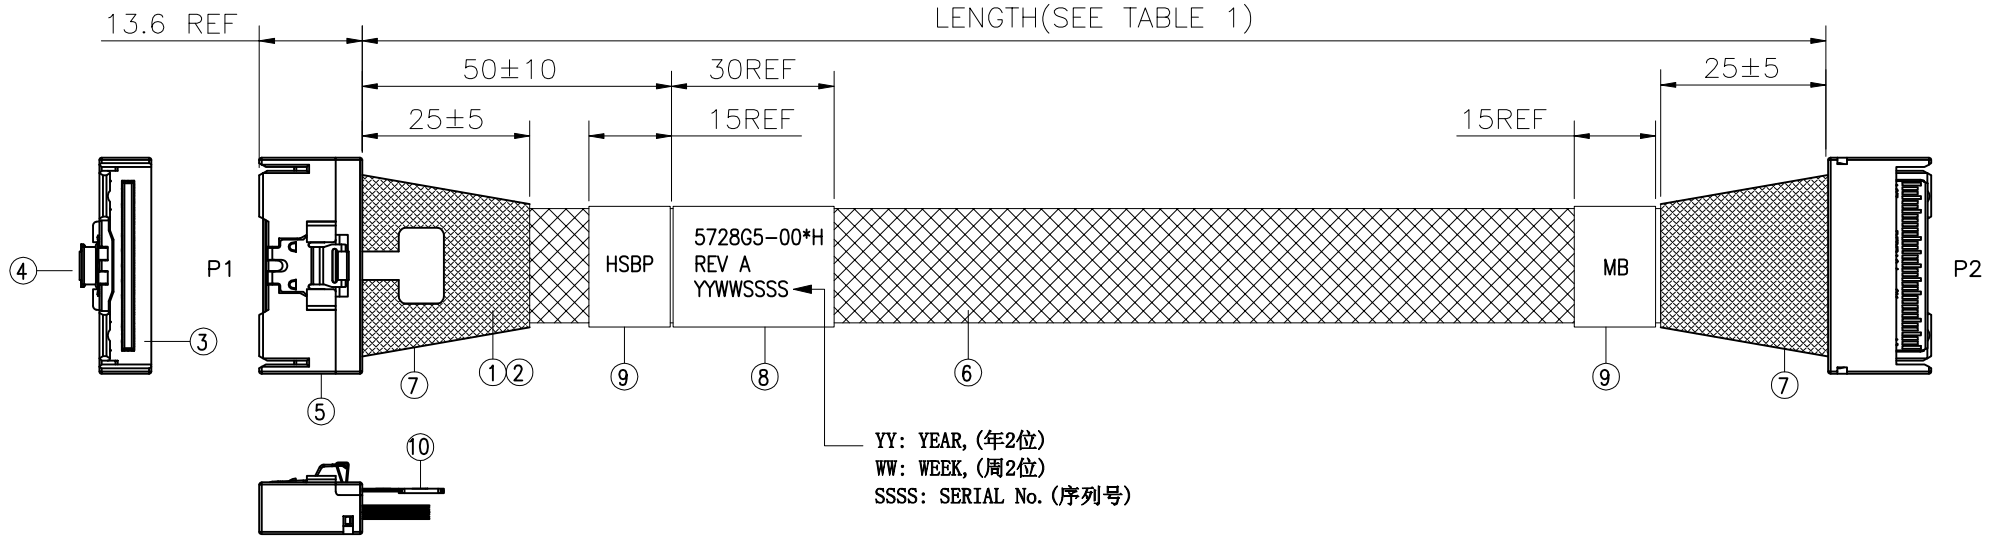 LENGTH(SEE TABLE 1)
13.6 REF
50±10
30REF
25±5
25±5
15REF
15REF
5728G5-00*H
REV A
YYWWSSSS
HSBP
MB
P1
P2
4
3
5
7
1 2
9
8
6
9
7
10
YY: YEAR, (年2位)
WW: WEEK, (周2位)
SSSS: SERIAL No. (序列号)